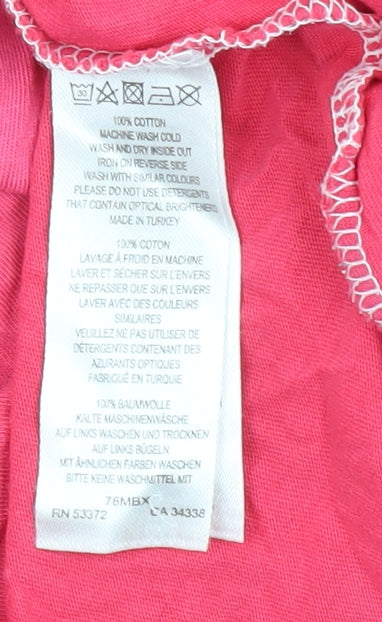 30
100% COTTON
MACHINE WASH COLD
WASH AND DRY INSIDE OUT
IRON ON REVERSE SIDE
WASH WITH SIMILAR COLOURS
PLEASE DO NOT USE DETERGENTS
THAT CONTAIN OPTICAL BRIGHTENERS
MADE IN TURKEY
100% COTON
LAVAGE À FROID EN MACHINE
LAVER ET SÉCHER SUR L'ENVERS
NE REPASSER QUE SUR L'ENVERS
LAVER AVEC DES COULEURS
SIMILAIRES
VEUILLEZ NE PAS UTILISER DE
DÉTERGENTS CONTENANT DES
AZURANTS OPTIQUES
FABRIQUÉ EN TURQUIE
100% BAUMWOLLE
KALTE MASCHINENWÄSCHE
AUF LINKS WASCHEN UND TROCKNEN
AUF LINKS BÜGELN
MIT ÄHNLICHEN FARBEN WASCHEN
BITTE KEINE WASCHMITTEL MIT
76MBX
RN 53372 CA 34338